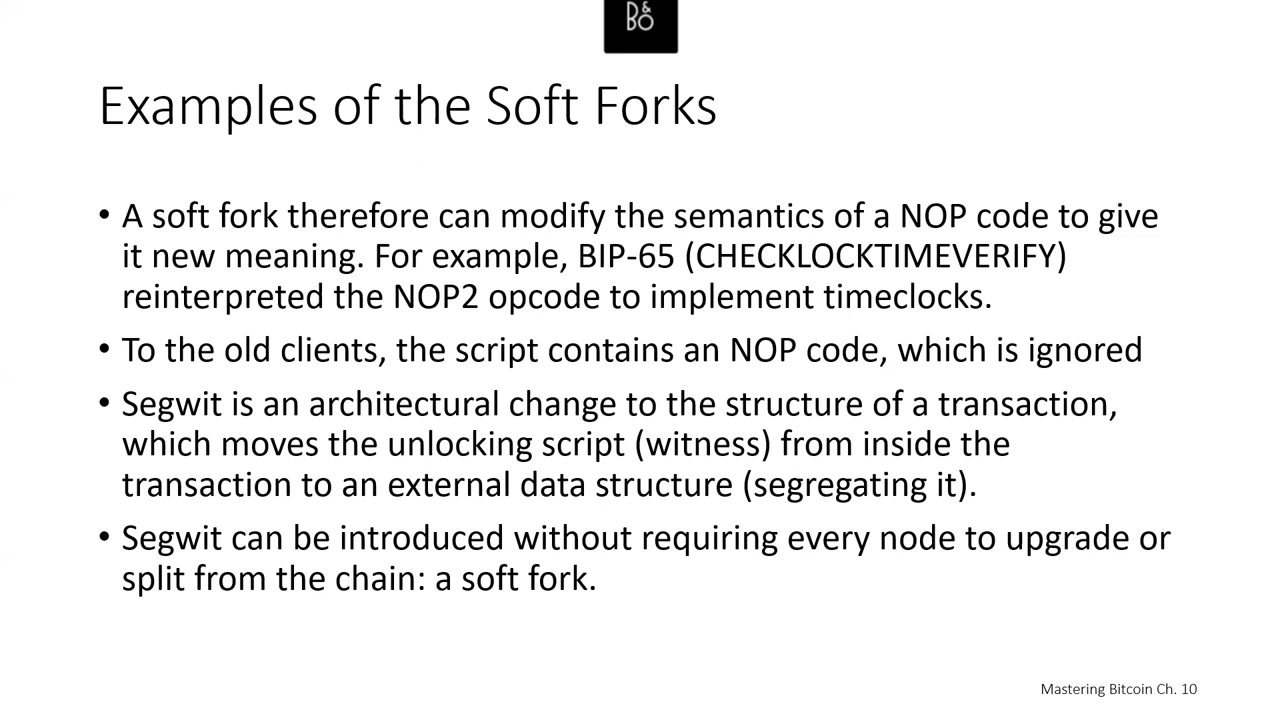 B&O
Examples of the Soft Forks
• A soft fork therefore can modify the semantics of a NOP code to give
it new meaning. For example, BIP-65 (CHECKLOCKTIMEVERIFY)
reinterpreted the NOP2 opcode to implement timeclocks.
• To the old clients, the script contains an NOP code, which is ignored
• Segwit is an architectural change to the structure of a transaction,
which moves the unlocking script (witness) from inside the
transaction to an external data structure (segregating it).
• Segwit can be introduced without requiring every node to upgrade or
split from the chain: a soft fork.
Mastering Bitcoin Ch. 10